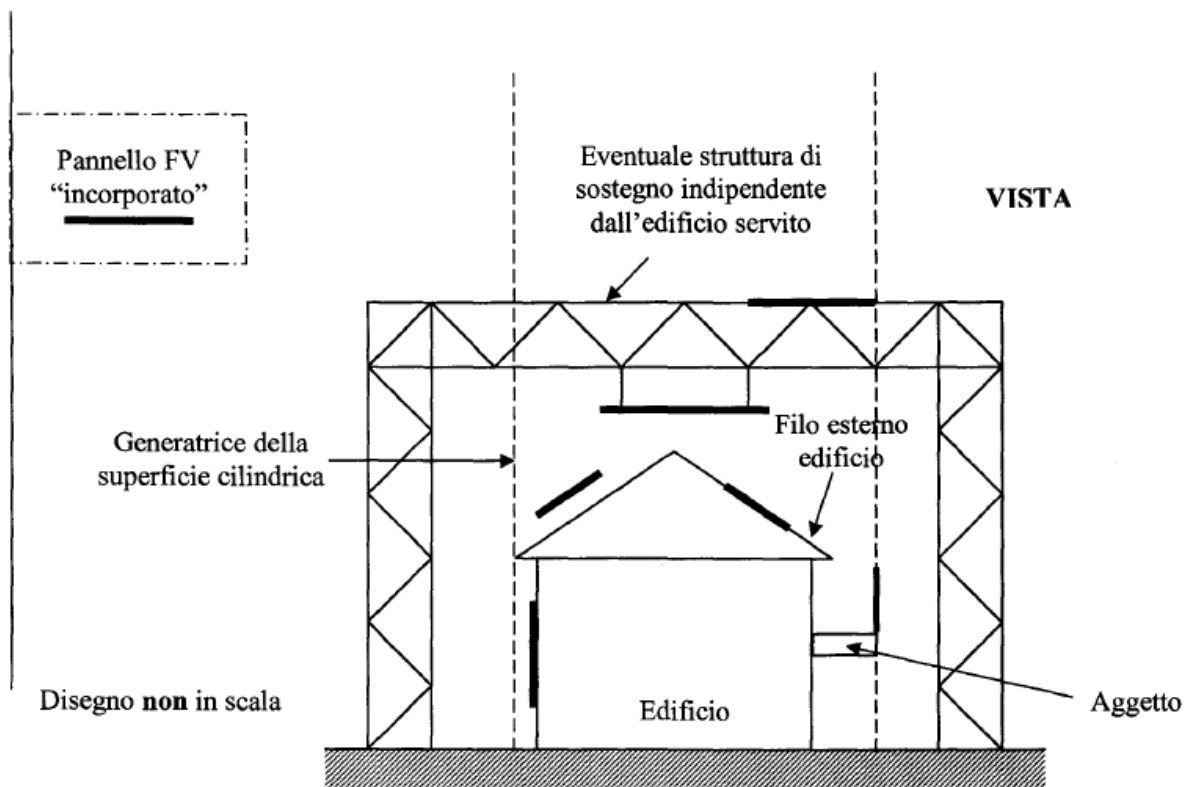 Pannello FV
“incorporato”
Eventuale struttura di
sostegno indipendente
dall’edificio servito
VISTA
Generatrice della
superficie cilindrica
Filo esterno
edificio
Disegno non in scala
Edificio
Aggetto